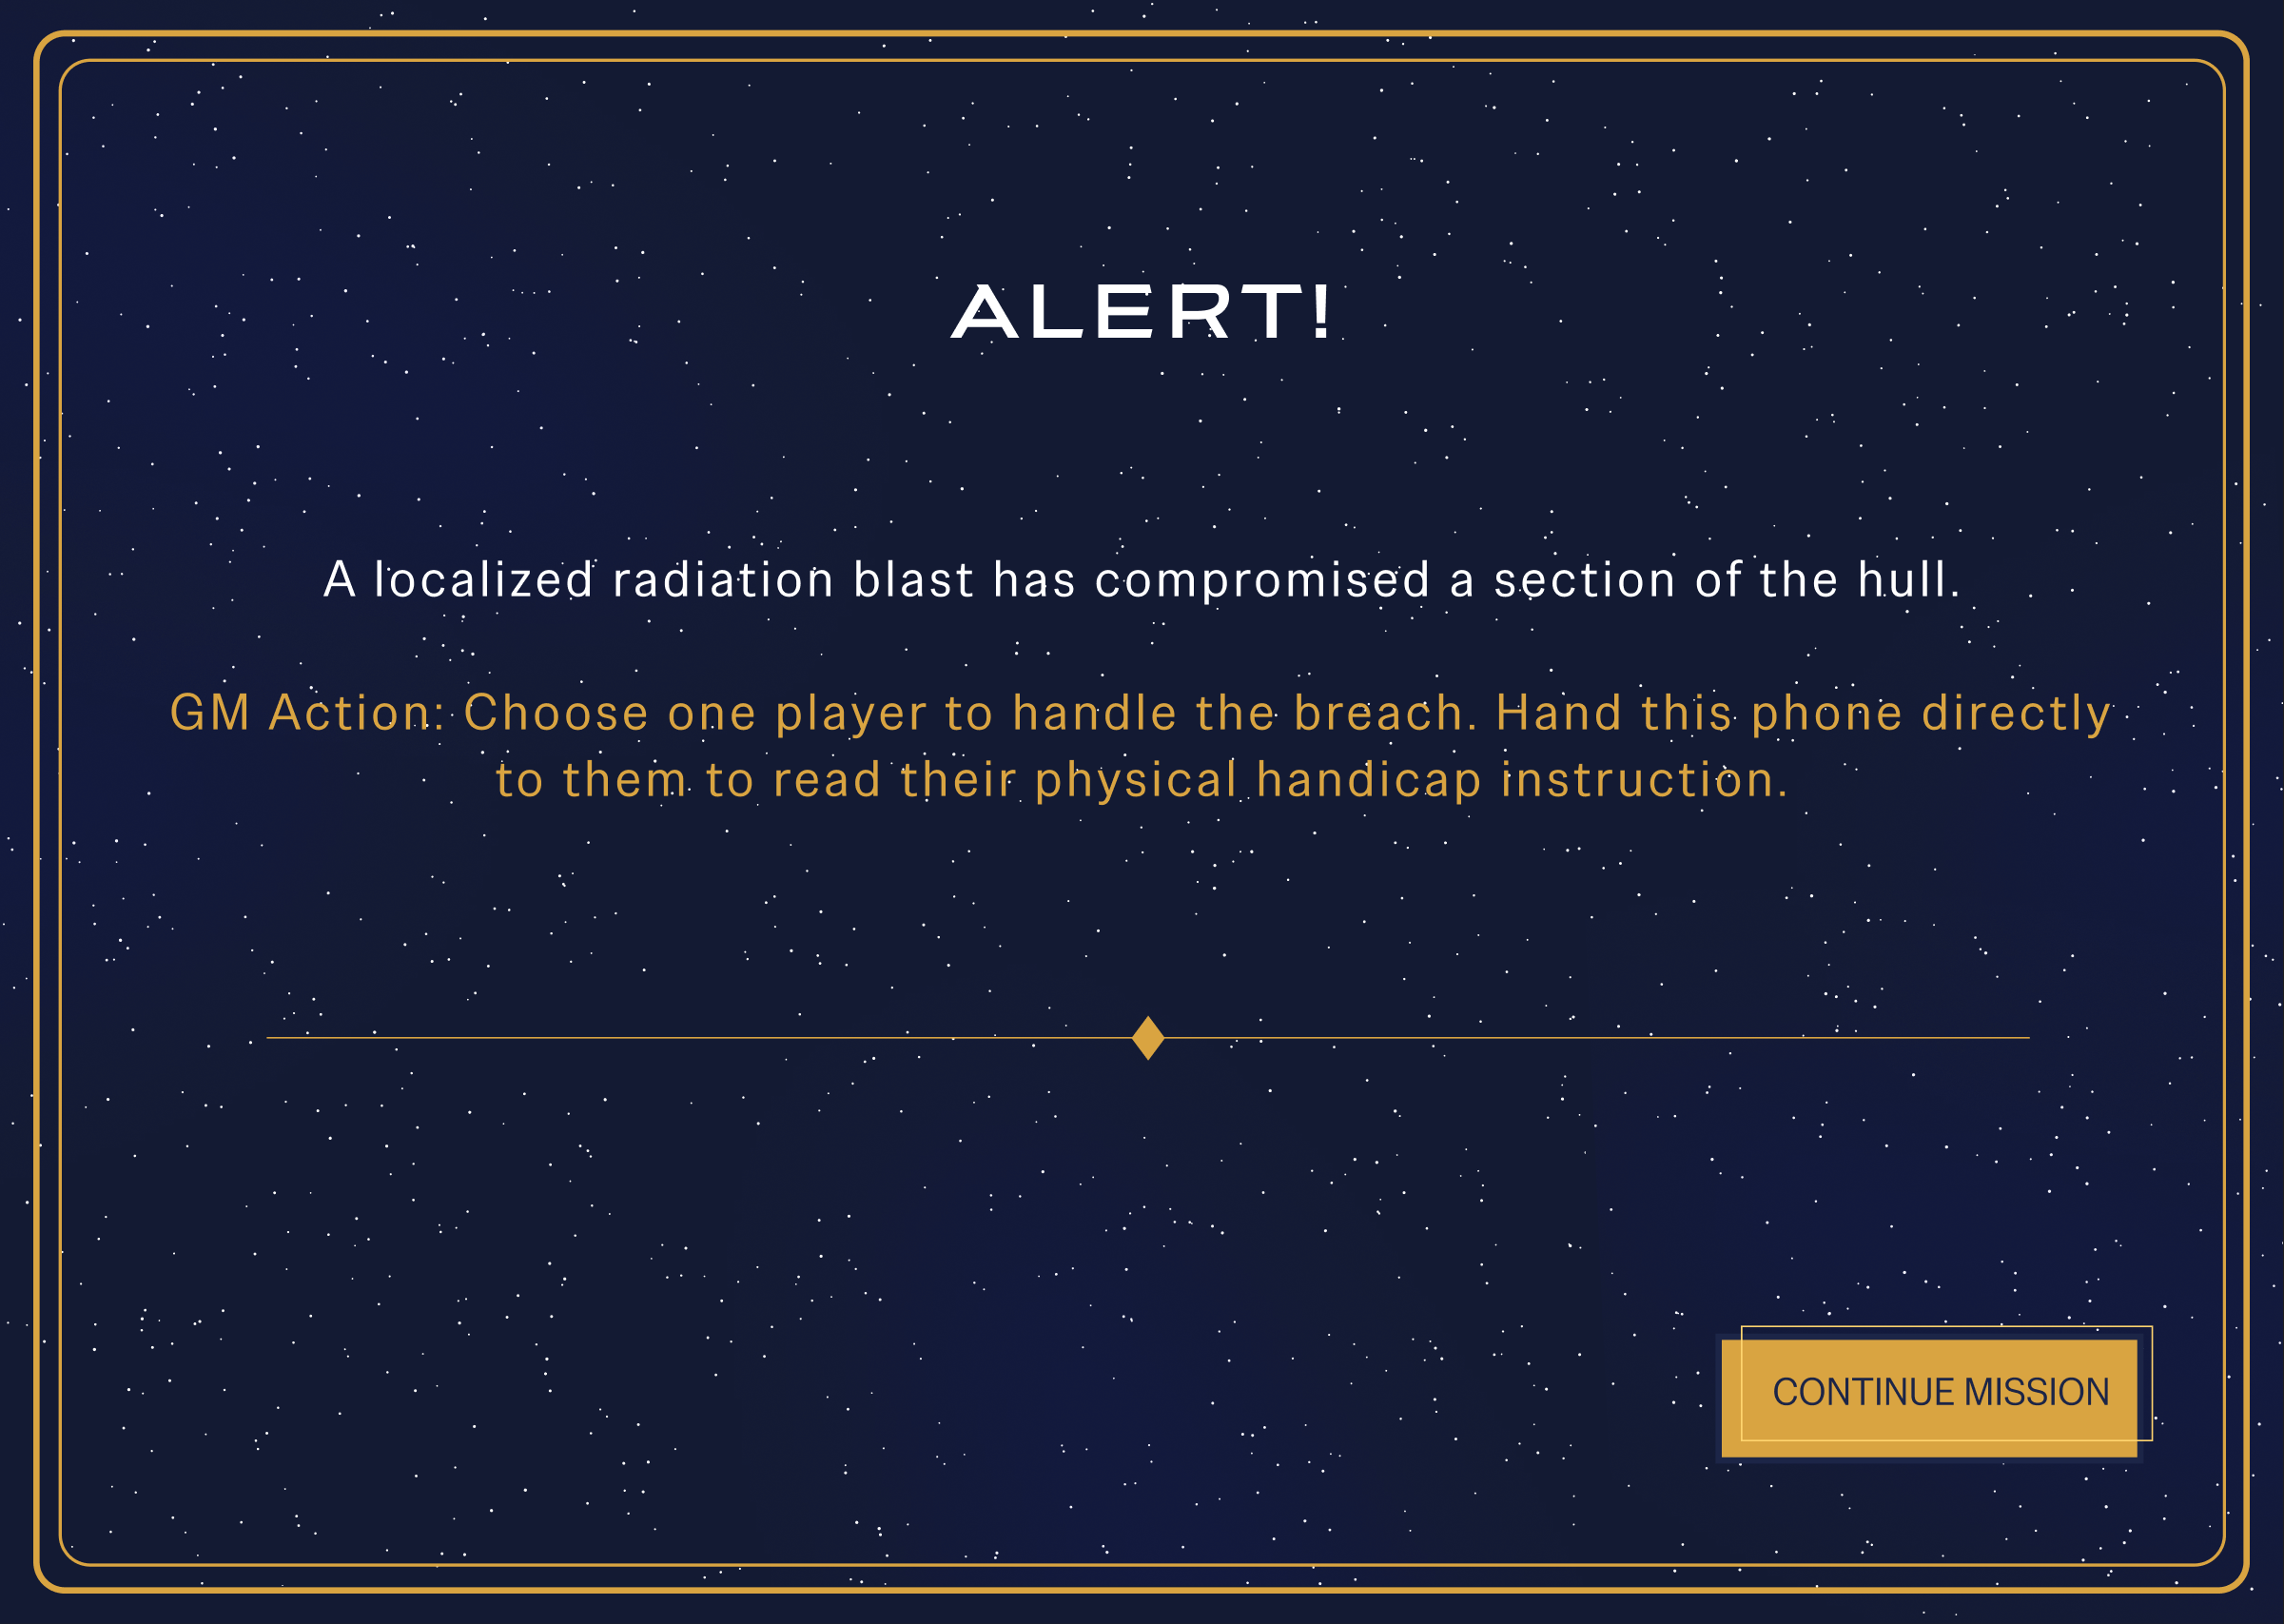 ALERT!
A localized radiation blast has compromised a section of the hull.
GM Action: Choose one player to handle the breach. Hand this phone directly
to them to read their physical handicap instruction.
CONTINUE MISSION